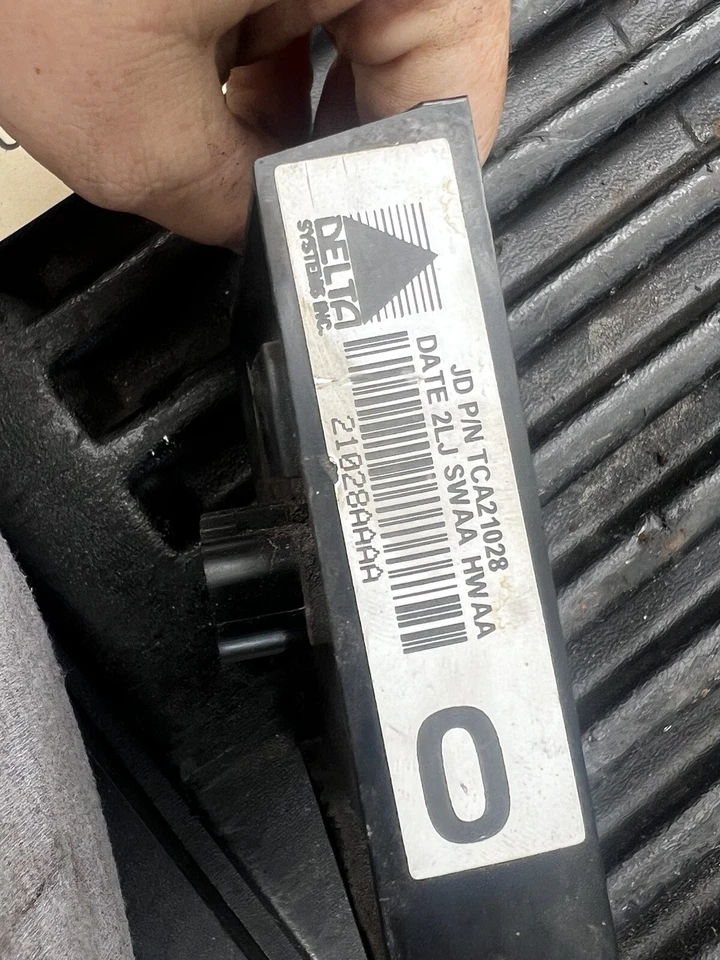 DELTA
SYSTEMS INC.
JD P/N TCA21028
DATE 2LJ SWAA HWAA
21028AAAA
0